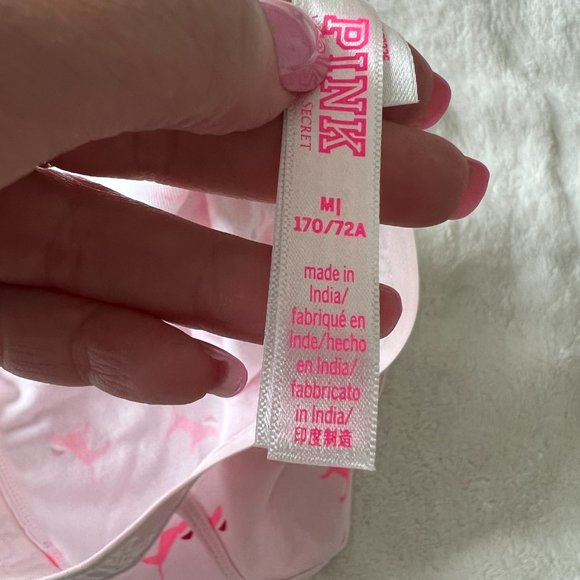 PINK
SECRET
M|
170/72A
made in
India/
fabriqué en
Inde/hecho
en India/
fabbricato
in India/
印度制造